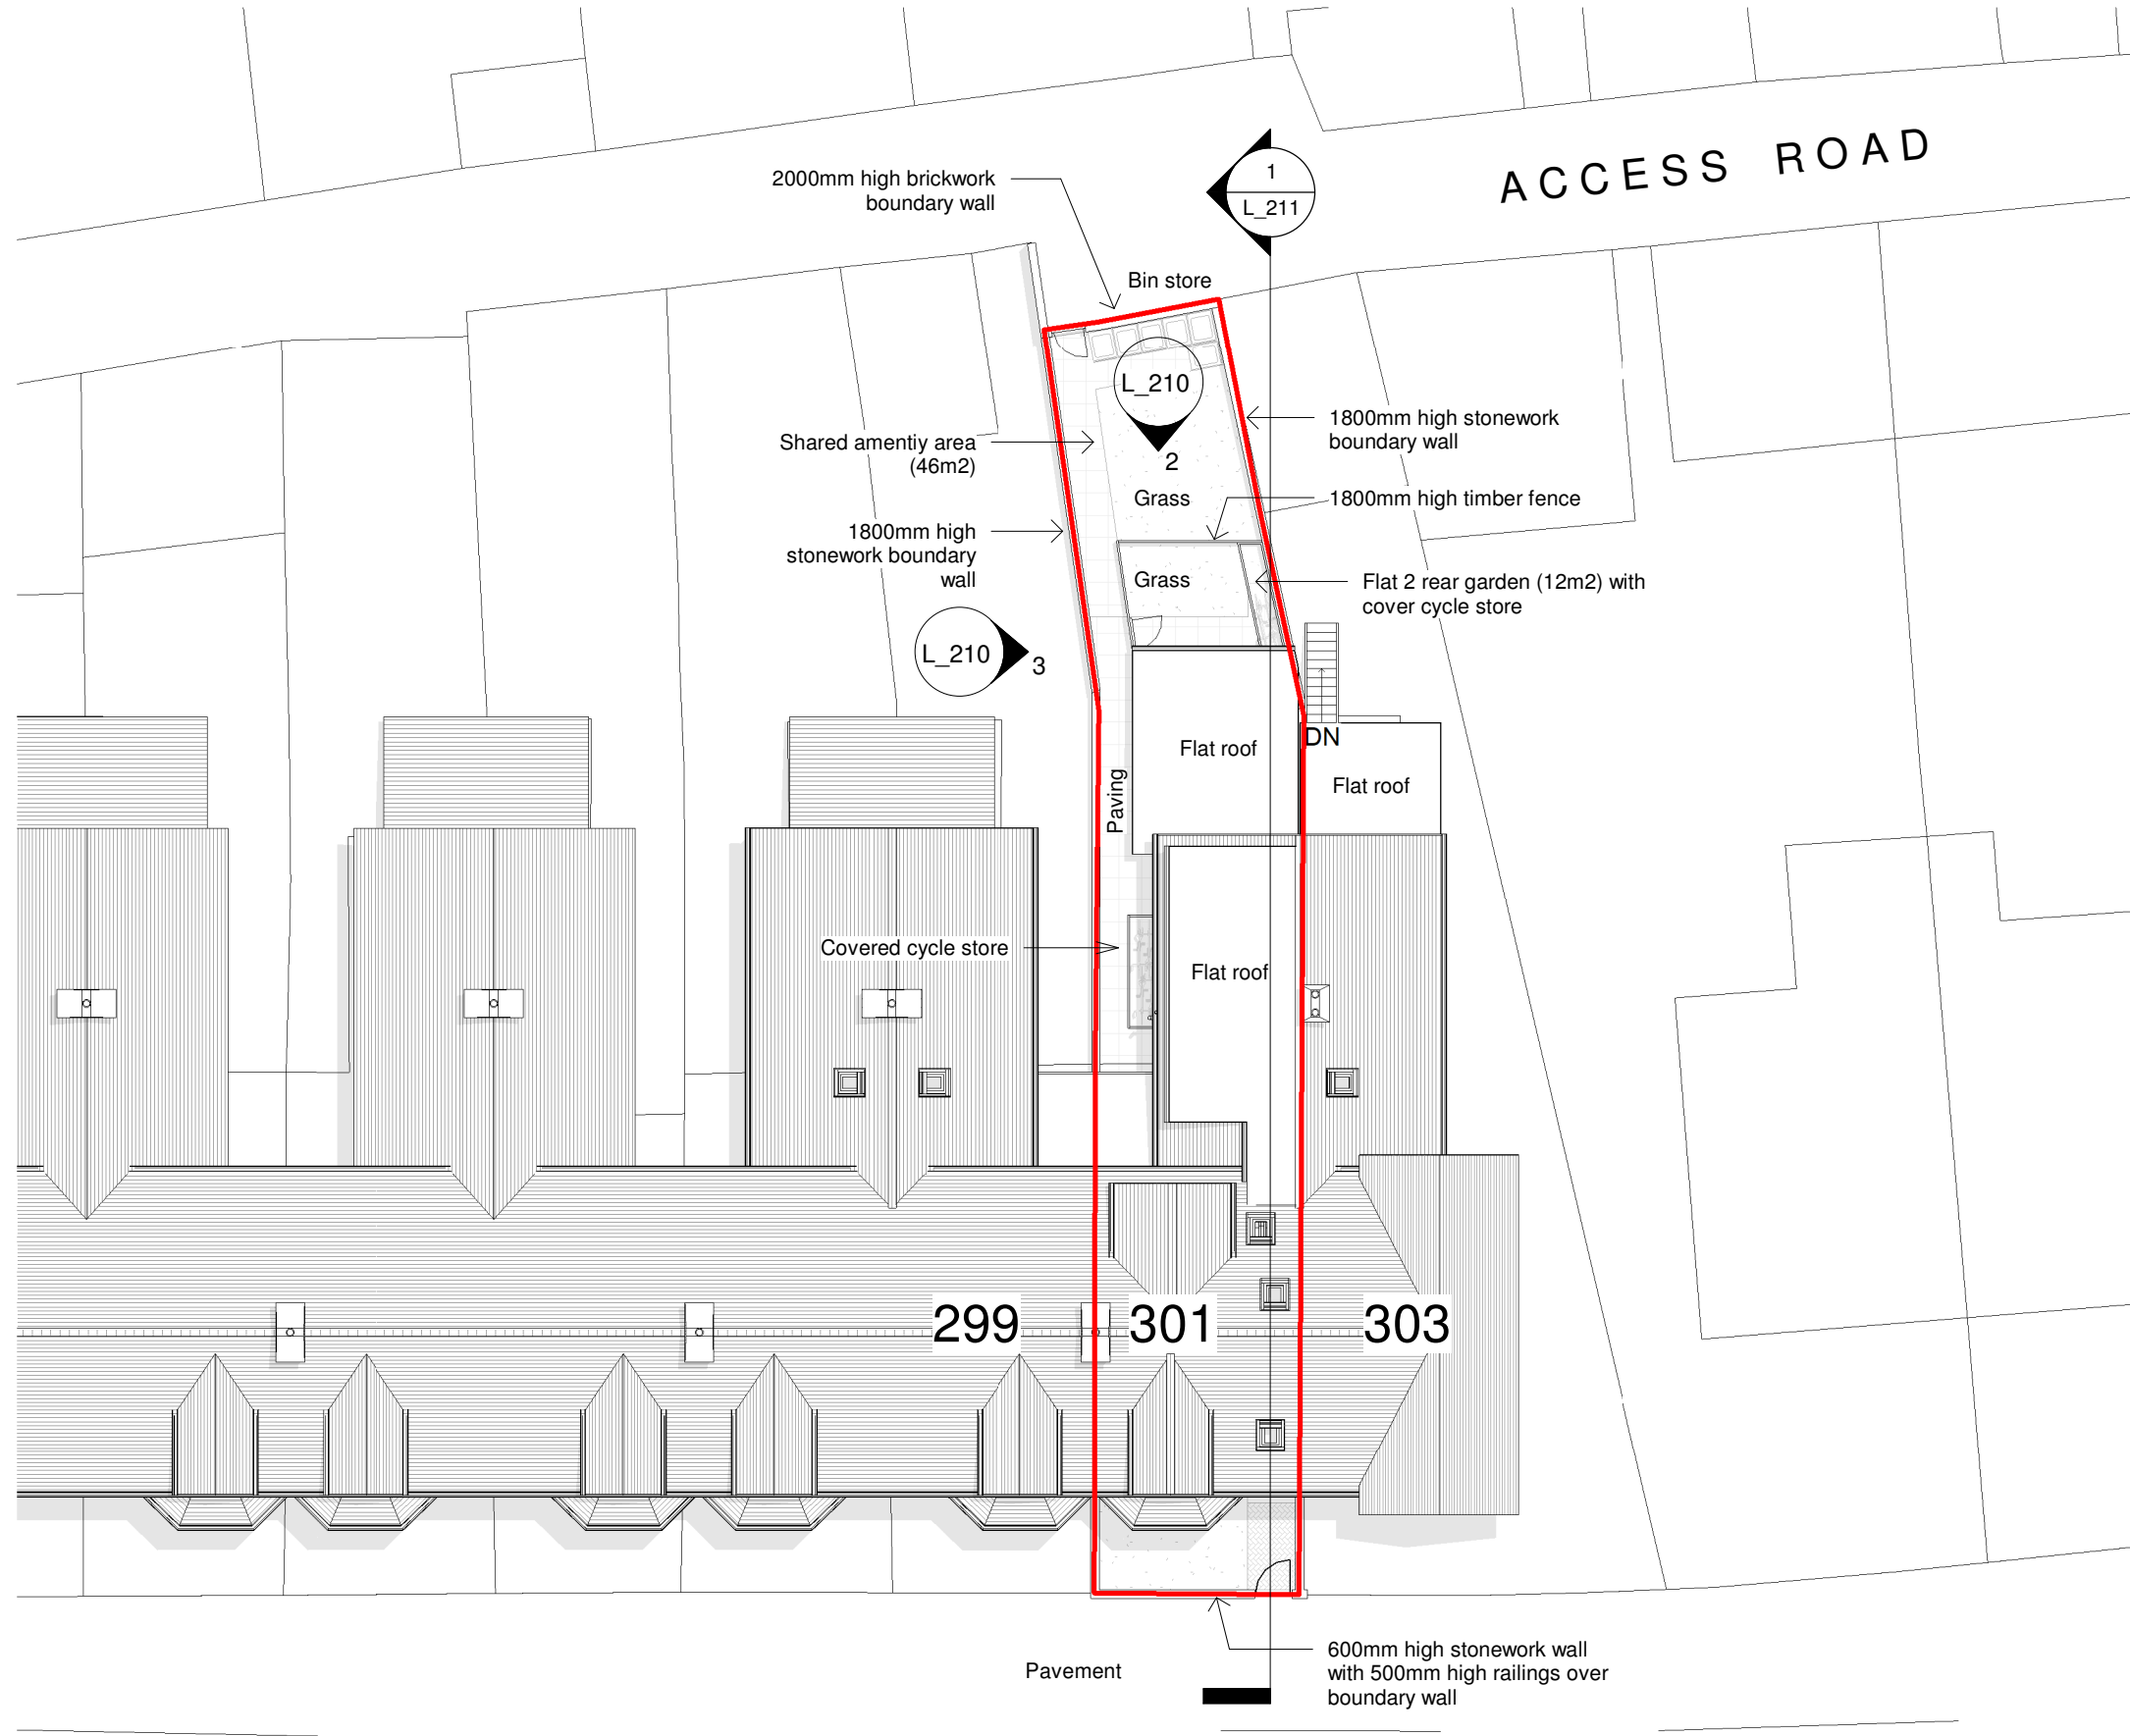 ACCESS ROAD
2000mm high brickwork
boundary wall
1
L_211
Bin store
L_210
2
1800mm high stonework
boundary wall
Shared amentiy area
(46m2)
Grass
1800mm high timber fence
1800mm high
stonework boundary
wall
Grass
Flat 2 rear garden (12m2) with
cover cycle store
L_210
3
DN
Flat roof
Flat roof
Paving
Covered cycle store
Flat roof
299
301
303
600mm high stonework wall
with 500mm high railings over
boundary wall
Pavement